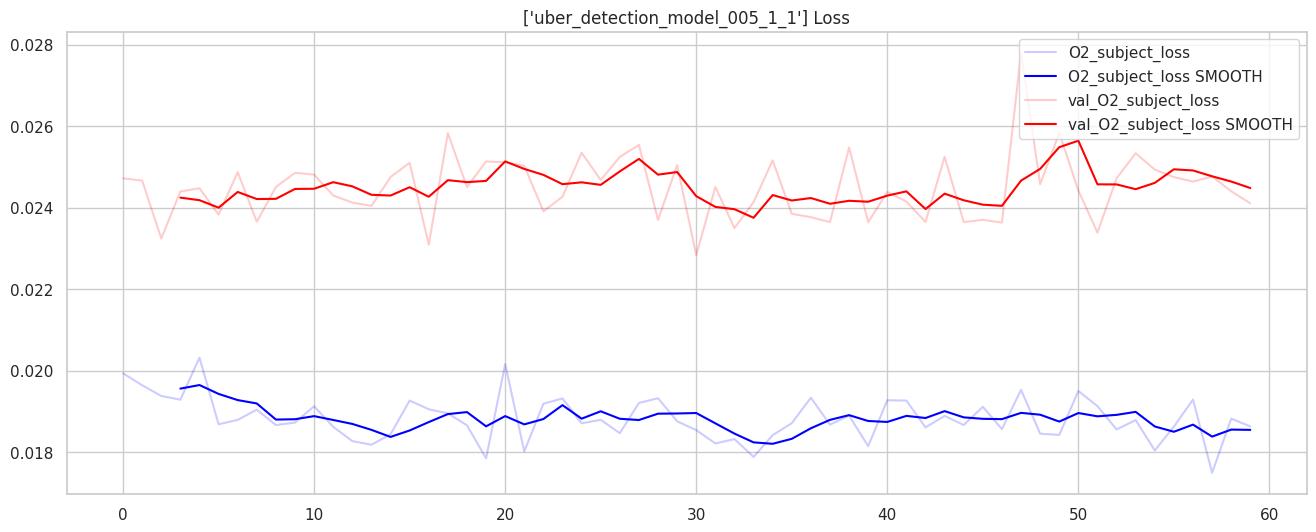 ['uber_detection_model_005_1_1'] Loss
0.028
0.026
0.024
0.022
0.020
0.018
O2_subject_loss
O2_subject_loss SMOOTH
val_O2_subject_loss
val_O2_subject_loss SMOOTH
0 10 20 30 40 50 60